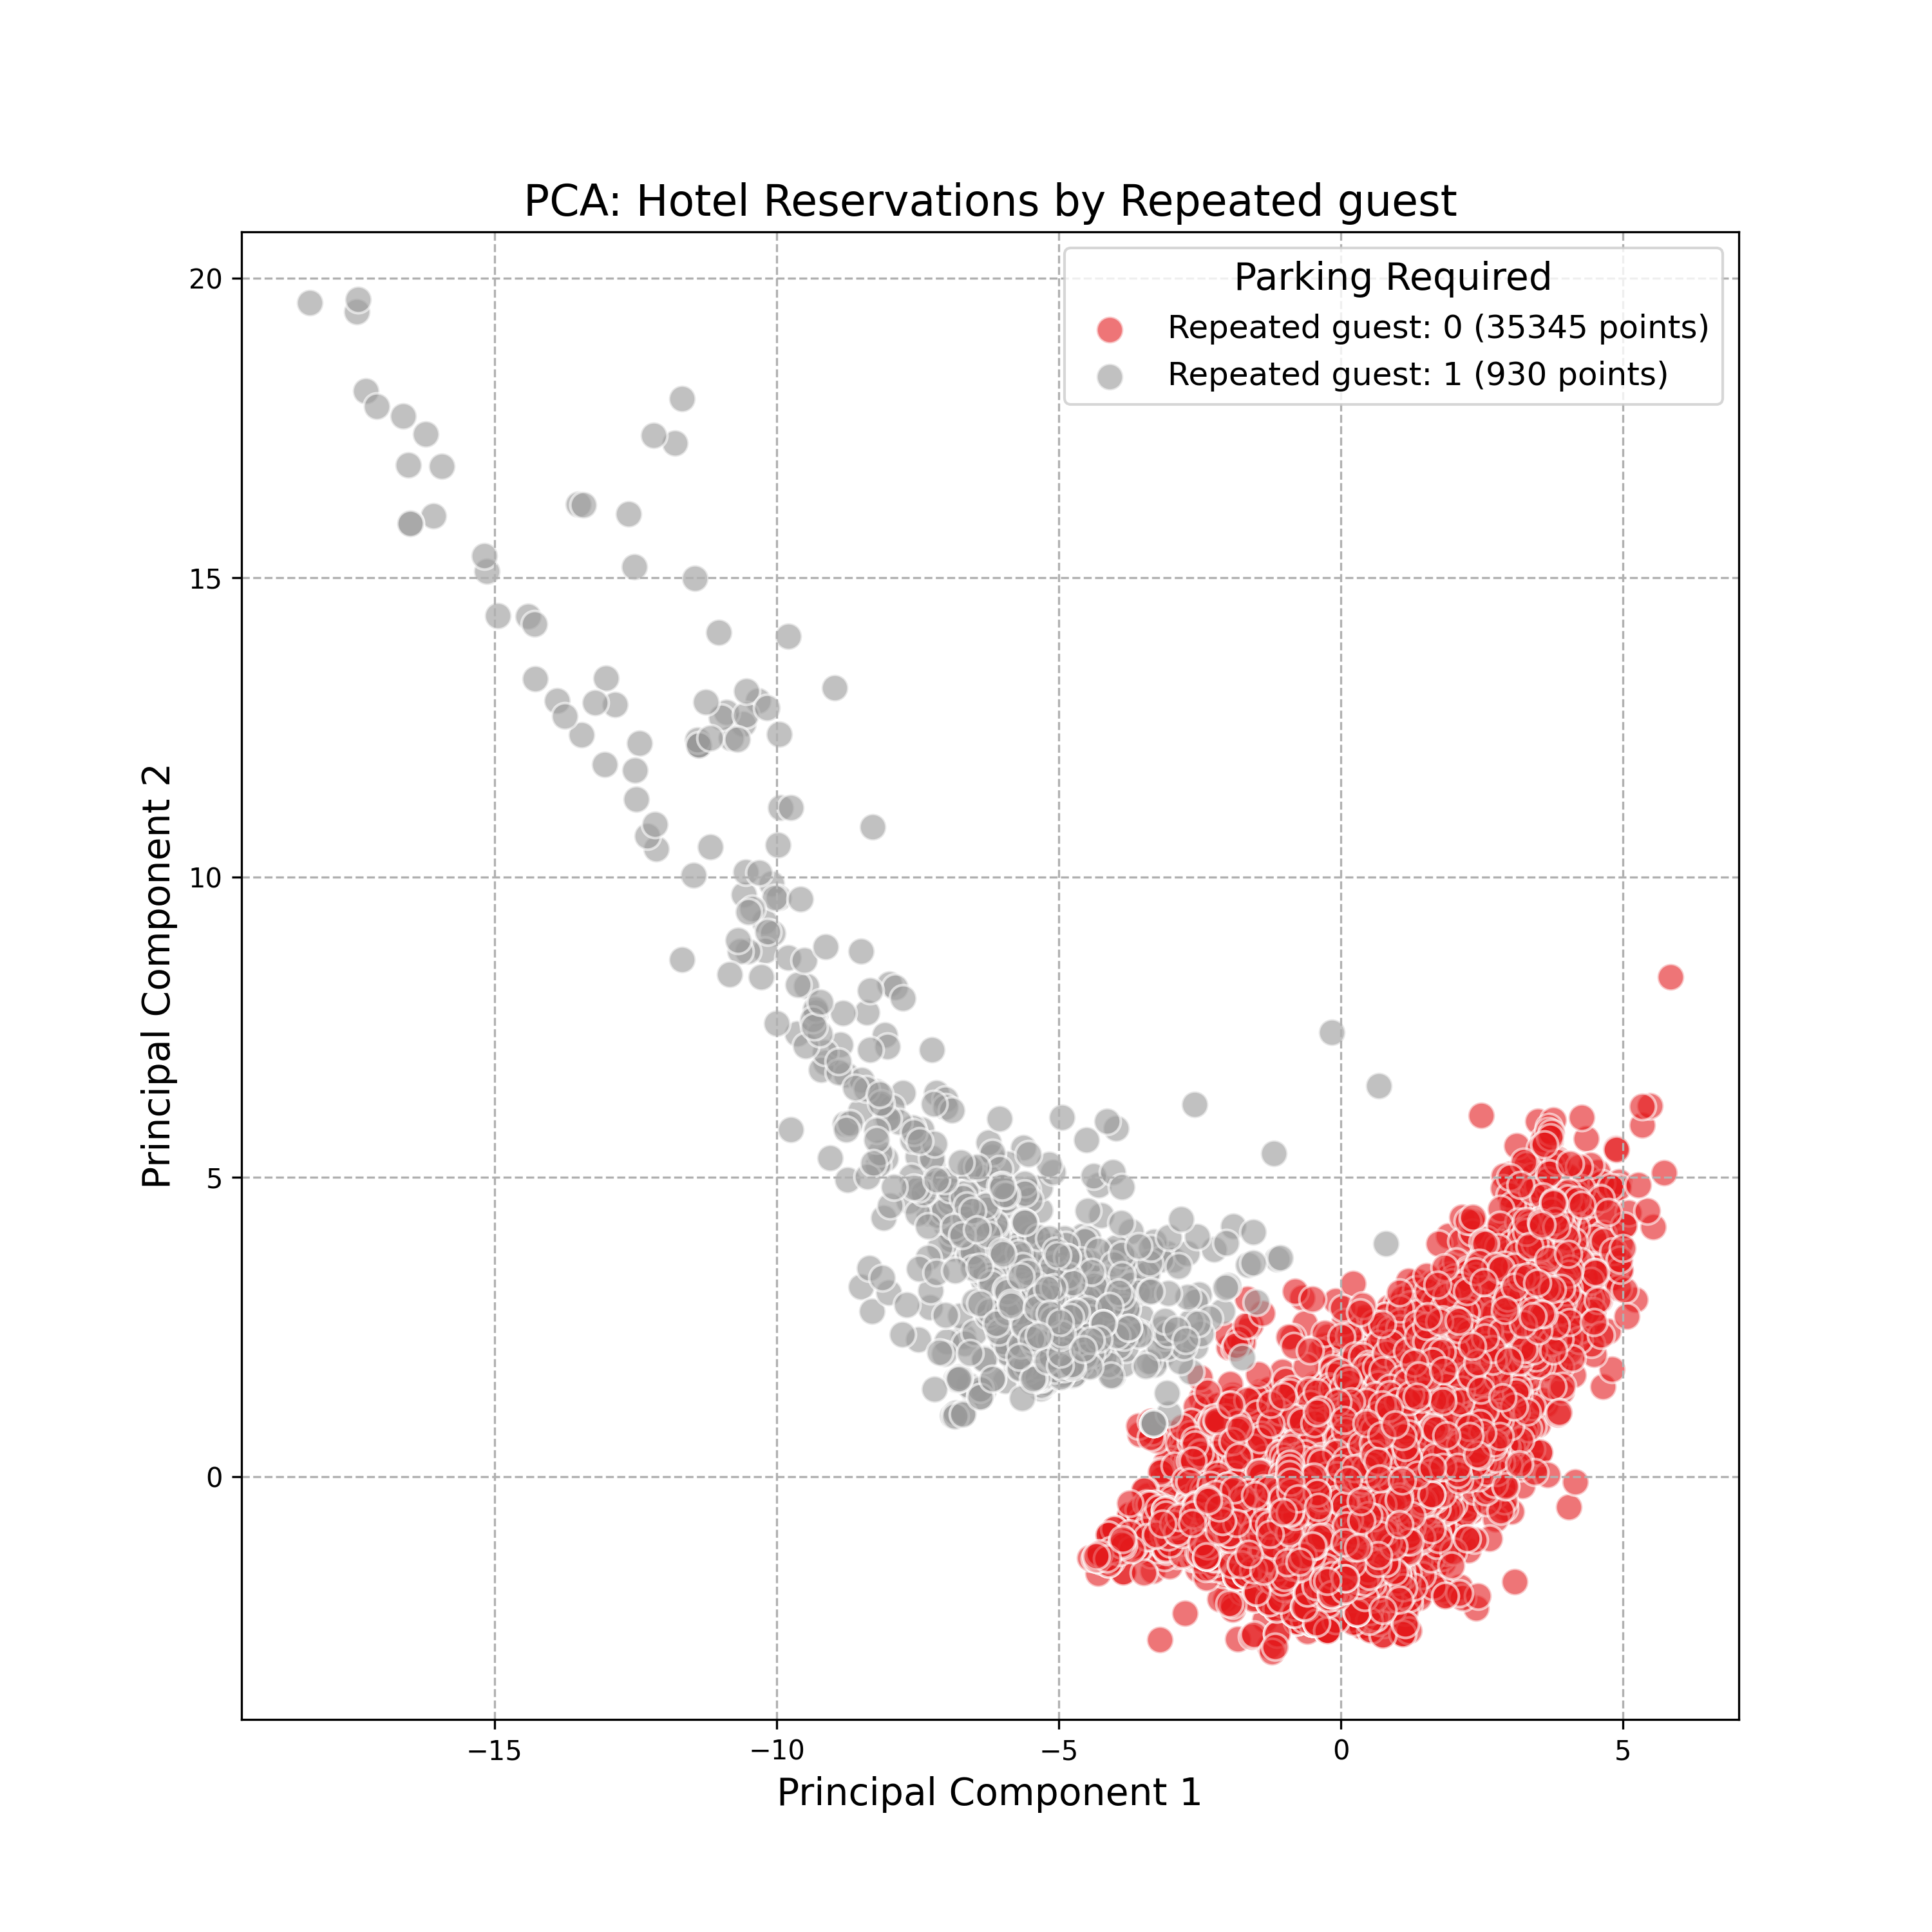 PCA: Hotel Reservations by Repeated guest
Parking Required
Repeated guest: 0 (35345 points)
Repeated guest: 1 (930 points)
20
15
10
5
0
Principal Component 2
−15
−10
−5
0
5
Principal Component 1